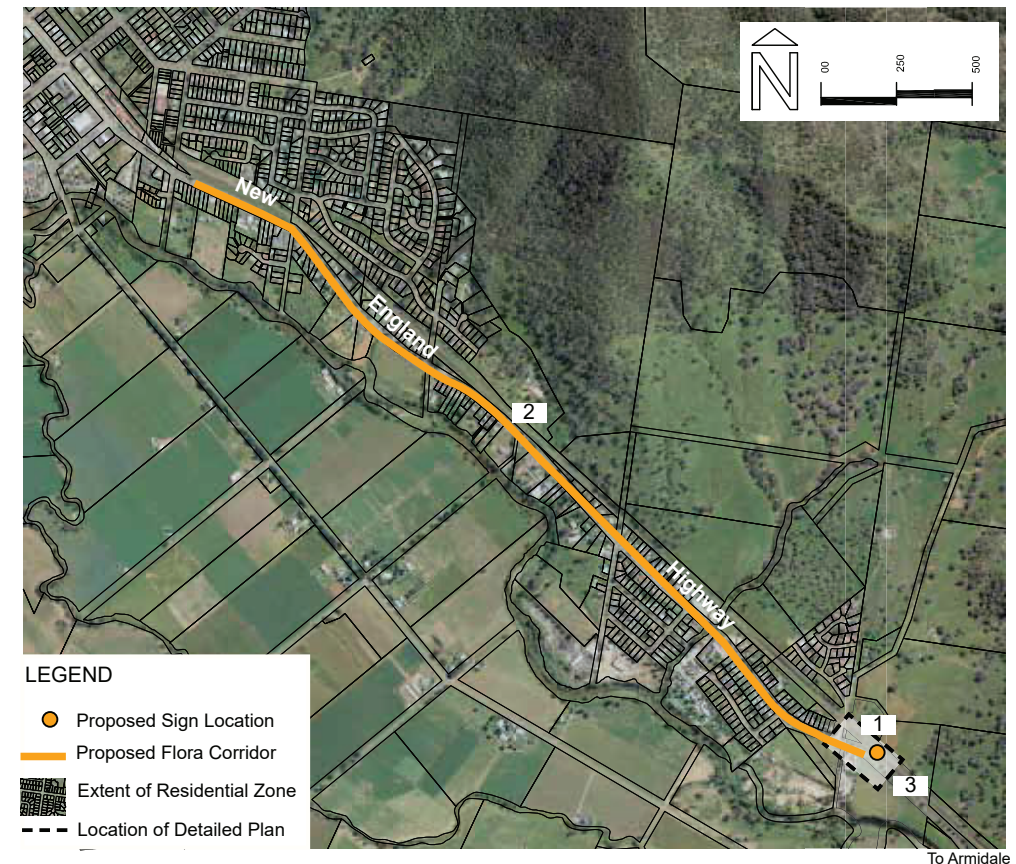 N
00
250
500
New
England
2
Highway
1
3
LEGEND
Proposed Sign Location
Proposed Flora Corridor
Extent of Residential Zone
Location of Detailed Plan
To Armidale